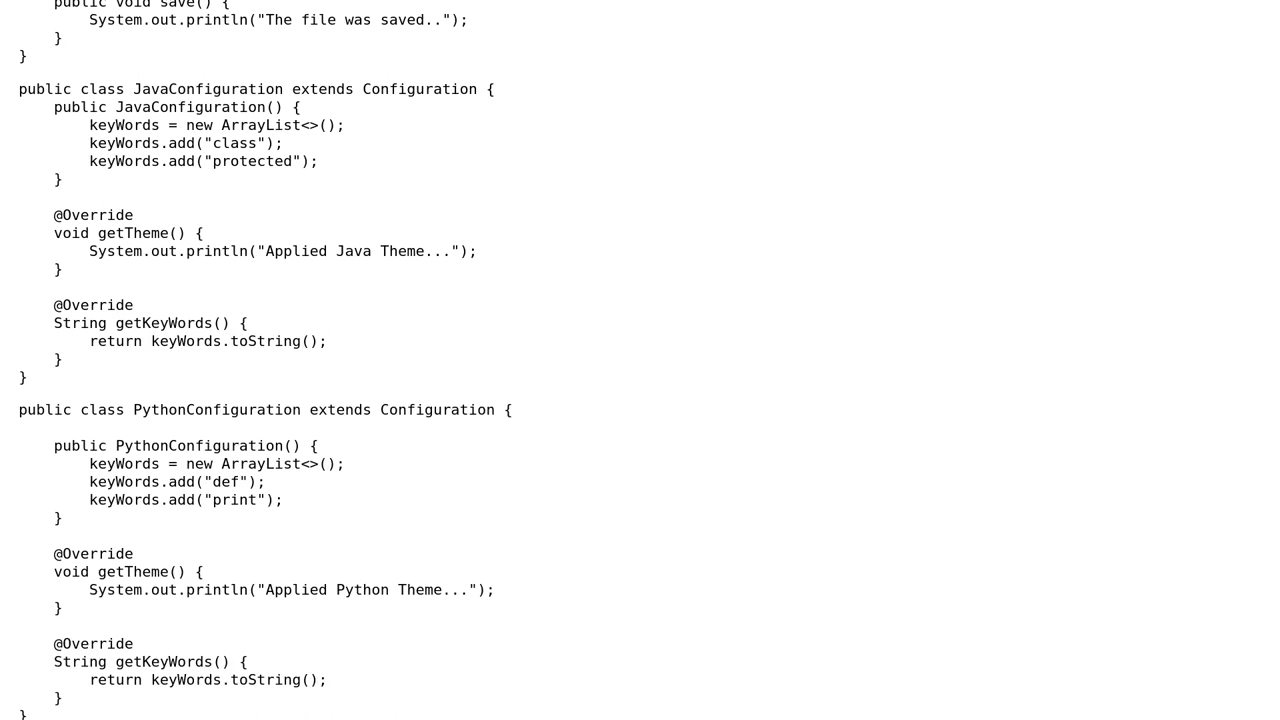 public void save() {
        System.out.println("The file was saved..");
    }
}
public class JavaConfiguration extends Configuration {
    public JavaConfiguration() {
        keyWords = new ArrayList<>();
        keyWords.add("class");
        keyWords.add("protected");
    }
    @Override
    void getTheme() {
        System.out.println("Applied Java Theme...");
    }
    @Override
    String getKeyWords() {
        return keyWords.toString();
    }
}
public class PythonConfiguration extends Configuration {
    public PythonConfiguration() {
        keyWords = new ArrayList<>();
        keyWords.add("def");
        keyWords.add("print");
    }
    @Override
    void getTheme() {
        System.out.println("Applied Python Theme...");
    }
    @Override
    String getKeyWords() {
        return keyWords.toString();
    }
}